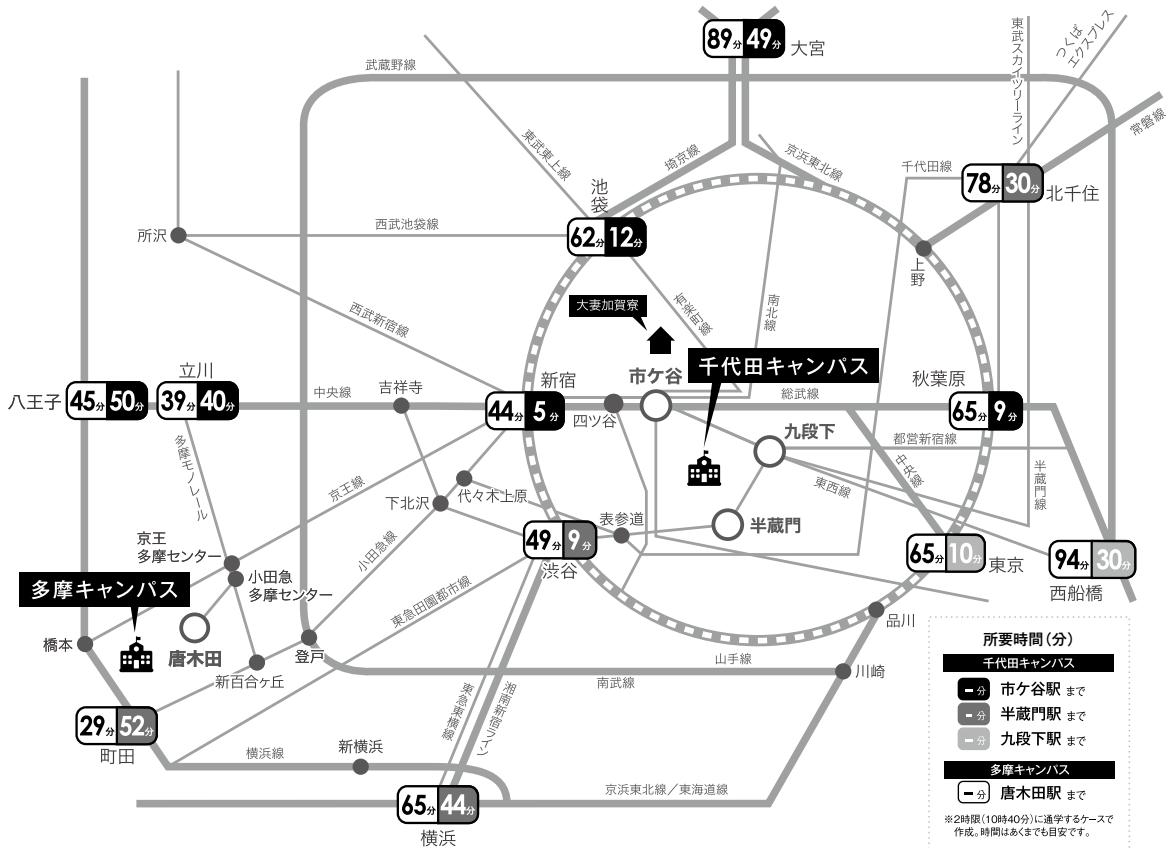 89分 49分
大宮
武蔵野線
東武スカイツリーライン
つくば
エクスプレス
常磐線
東武東上線
埼京線
京浜東北線
千代田線
78分 30分
北千住
池袋
62分 12分
所沢
西武池袋線
上野
大妻加賀寮
有楽町線
南北線
西武新宿線
千代田キャンパス
立川
八王子
45分 50分
39分 40分
中央線
吉祥寺
新宿
44分 5分
四ツ谷
市ケ谷
総武線
秋葉原
65分 9分
九段下
都営新宿線
中央線
東西線
半蔵門線
多摩モノレール
京王線
下北沢
代々木上原
表参道
半蔵門
49分 9分
渋谷
65分 10分
東京
94分 30分
西船橋
京王
多摩センター
小田急
多摩センター
小田急線
多摩キャンパス
東急田園都市線
橋本
唐木田
登戸
新百合ヶ丘
品川
山手線
川崎
南武線
29分 52分
町田
東急東横線
湘南新宿ライン
横浜線
新横浜
京浜東北線／東海道線
65分 44分
横浜
所要時間（分）
千代田キャンパス
-分 市ケ谷駅 まで
-分 半蔵門駅 まで
-分 九段下駅 まで
多摩キャンパス
-分 唐木田駅 まで
※2時限（10時40分）に通学するケースで
作成。時間はあくまでも目安です。